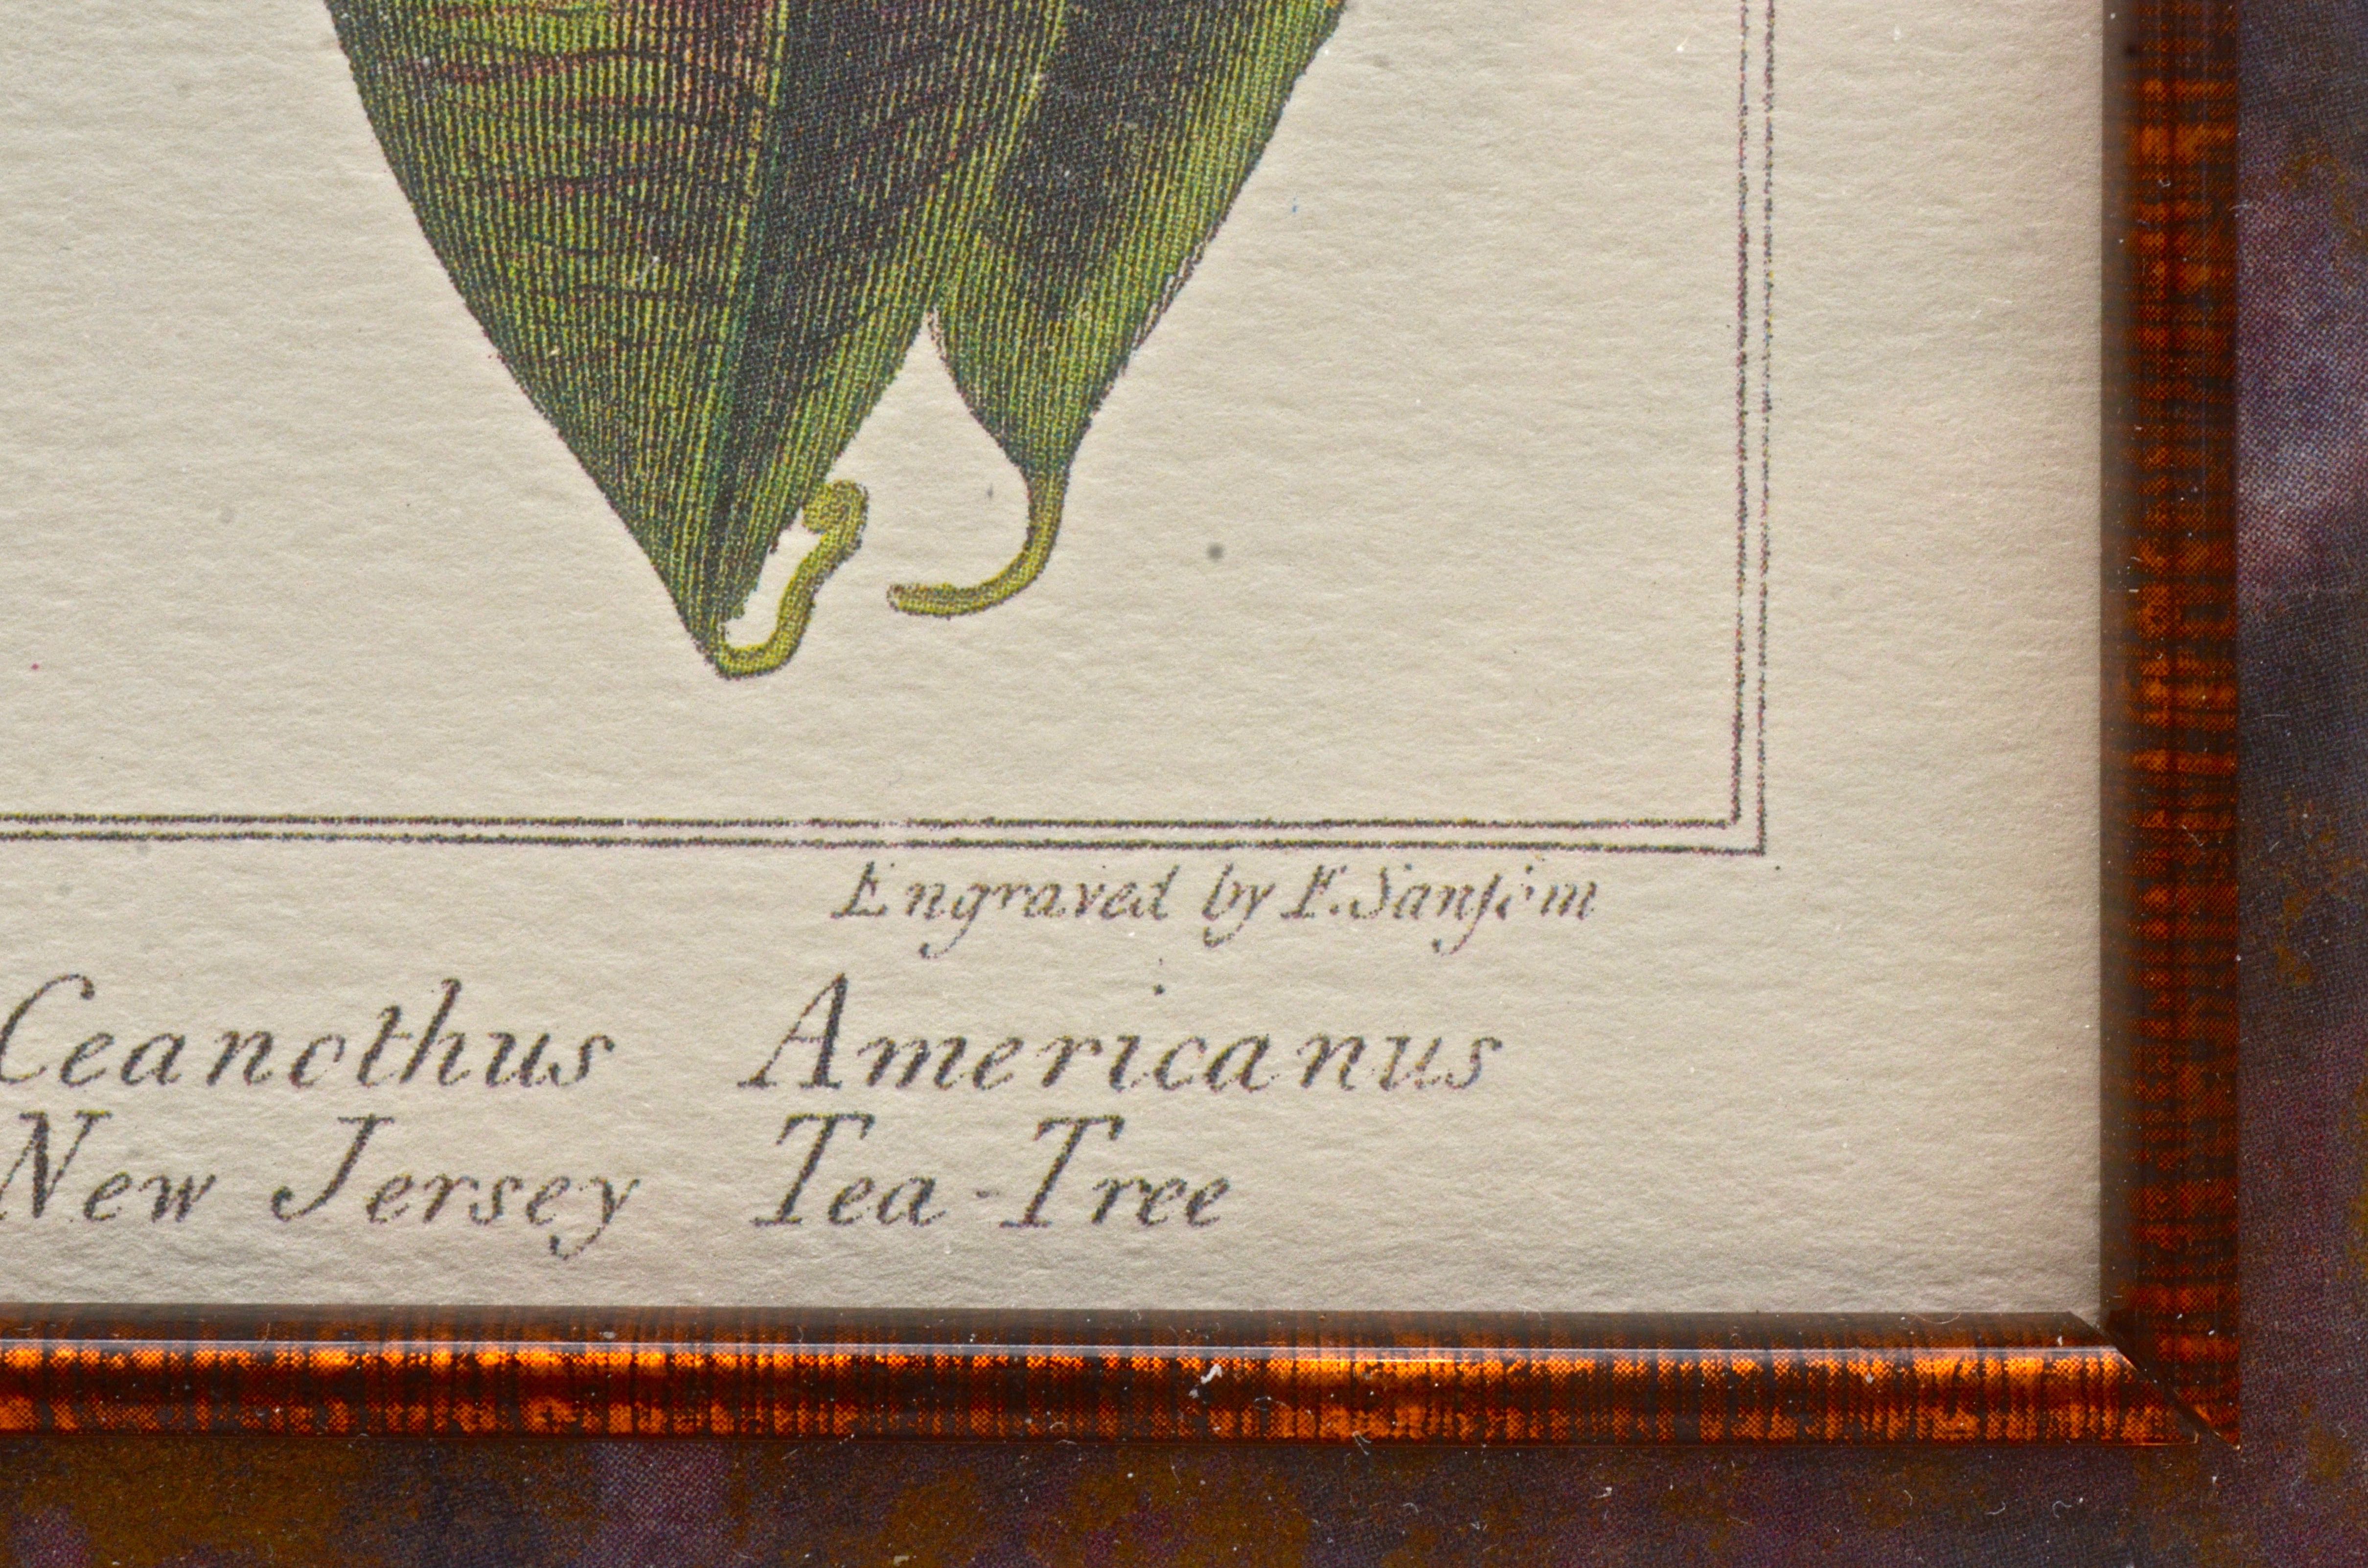 Engraved by F. Sanſom
Ceanothus Americanus
New Jersey Tea-Tree